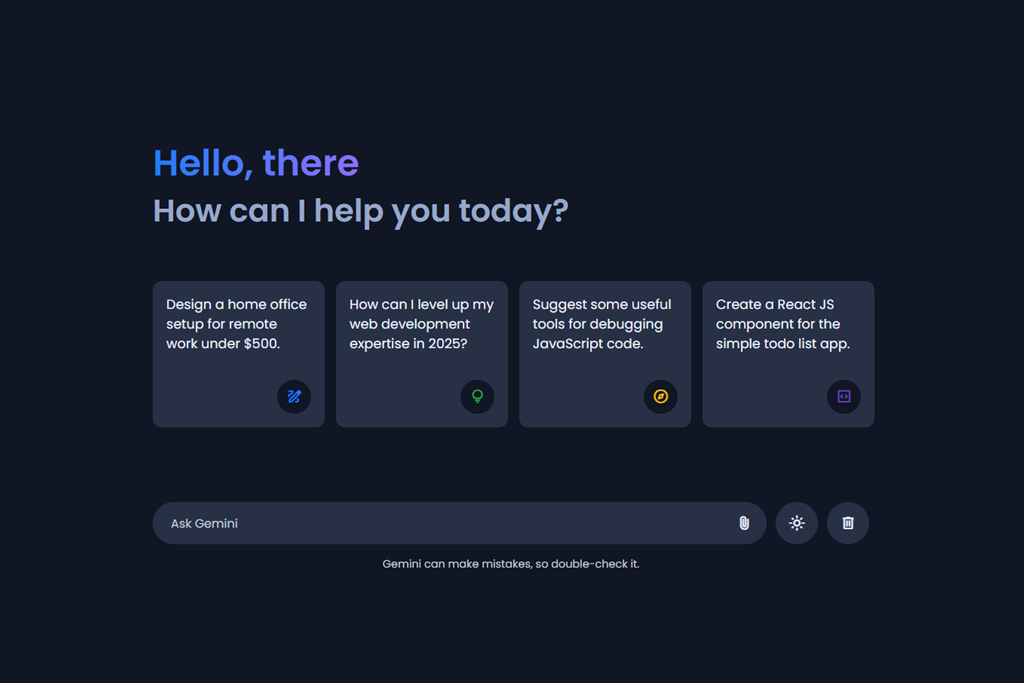 Hello, there
How can I help you today?
Design a home office
setup for remote
work under $500.
How can I level up my
web development
expertise in 2025?
Suggest some useful
tools for debugging
JavaScript code.
Create a React JS
component for the
simple todo list app.
Ask Gemini
Gemini can make mistakes, so double-check it.